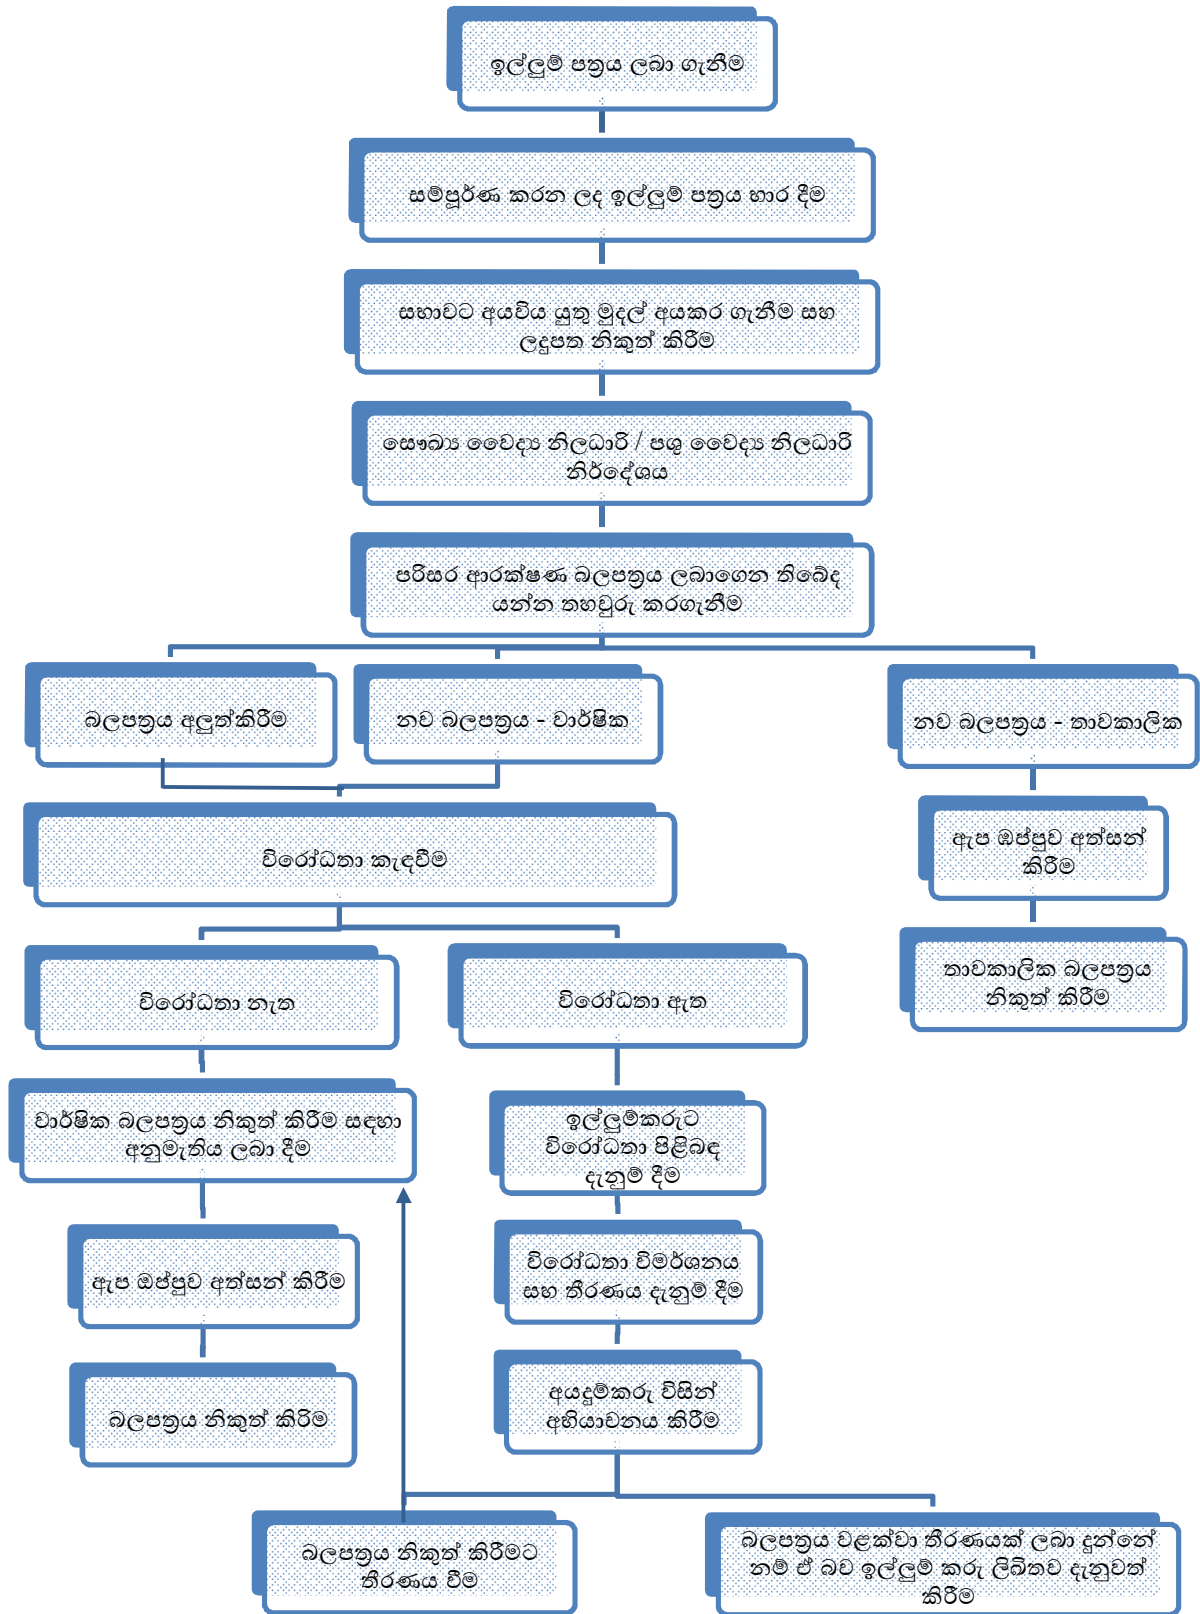 ඉල්ලුම් පත්‍රය ලබා ගැනීම
සම්පූර්ණ කරන ලද ඉල්ලුම් පත්‍රය භාර දීම
සභාවට අයවිය යුතු මුදල් අයකර ගැනීම සහ
ලදුපත නිකුත් කිරීම
සෞඛ්‍ය වෛද්‍ය නිලධාරි / පශු වෛද්‍ය නිලධාරි
නිර්දේශය
පරිසර ආරක්ෂණ බලපත්‍රය ලබාගෙන තිබේද
යන්න තහවුරු කරගැනීම
බලපත්‍රය අලුත්කිරීම
නව බලපත්‍රය - වාර්ෂික
නව බලපත්‍රය - තාවකාලික
විරෝධතා කැඳවීම
ඇප ඔප්පුව අත්සන්
කිරීම
විරෝධතා නැත
විරෝධතා ඇත
තාවකාලික බලපත්‍රය
නිකුත් කිරීම
වාර්ෂික බලපත්‍රය නිකුත් කිරීම සඳහා
අනුමැතිය ලබා දීම
ඉල්ලුම්කරුට
විරෝධතා පිළිබඳ
දැනුම් දීම
ඇප ඔප්පුව අත්සන් කිරීම
විරෝධතා විමර්ශනය
සහ තීරණය දැනුම් දීම
බලපත්‍රය නිකුත් කිරිම
අයදුම්කරු විසින්
අභියාචනය කිරීම
බලපත්‍රය නිකුත් කිරීමට
තීරණය වීම
බලපත්‍රය වළක්වා තීරණයක් ලබා දුන්නේ
නම් ඒ බව ඉල්ලුම් කරු ලිඛිතව දැනුවත්
කිරීම